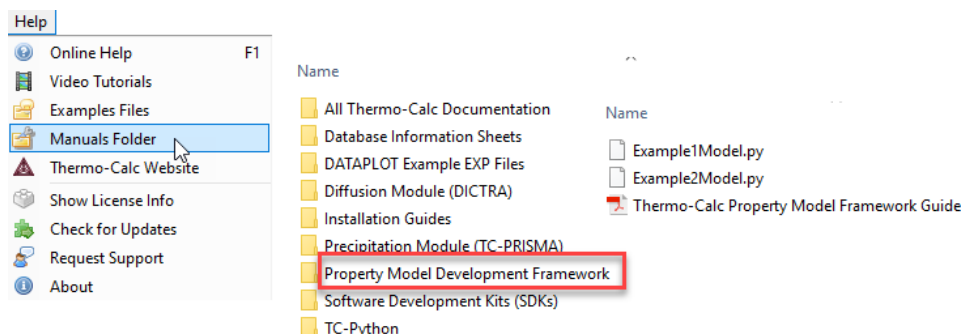 Help
Online Help F1
Video Tutorials
Examples Files
Manuals Folder
Thermo-Calc Website
Show License Info
Check for Updates
Request Support
About
Name
All Thermo-Calc Documentation
Database Information Sheets
DATAPLOT Example EXP Files
Diffusion Module (DICTRA)
Installation Guides
Precipitation Module (TC-PRISMA)
Property Model Development Framework
Software Development Kits (SDKs)
TC-Python
Name
Example1Model.py
Example2Model.py
Thermo-Calc Property Model Framework Guide